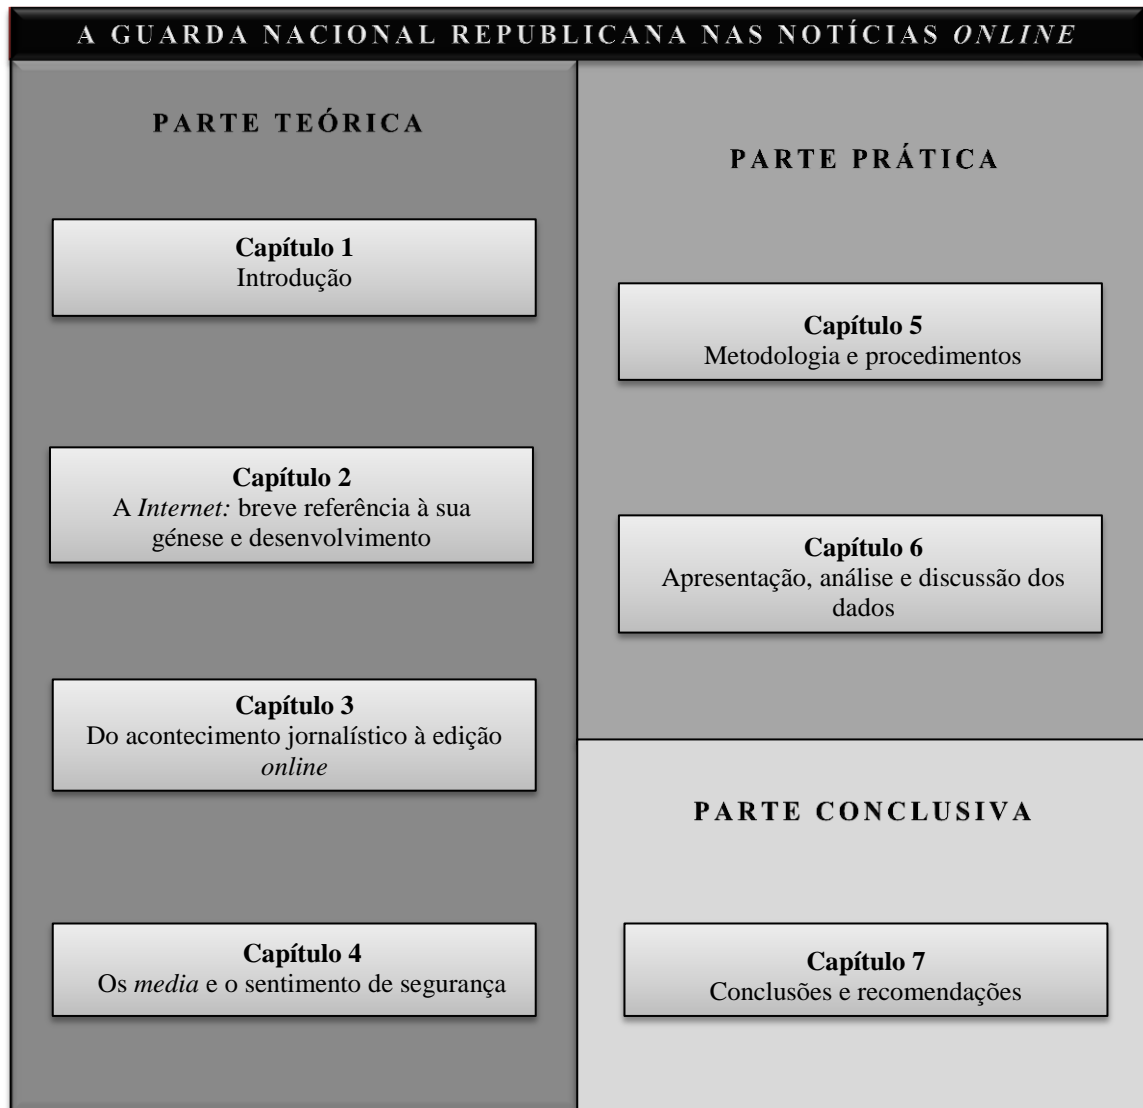 A GUARDA NACIONAL REPUBLICANA NAS NOTÍCIAS ONLINE
PARTE TEÓRICA
Capítulo 1
Introdução
Capítulo 2
A Internet: breve referência à sua
génese e desenvolvimento
Capítulo 3
Do acontecimento jornalístico à edição
online
Capítulo 4
Os media e o sentimento de segurança
PARTE PRÁTICA
Capítulo 5
Metodologia e procedimentos
Capítulo 6
Apresentação, análise e discussão dos
dados
PARTE CONCLUSIVA
Capítulo 7
Conclusões e recomendações